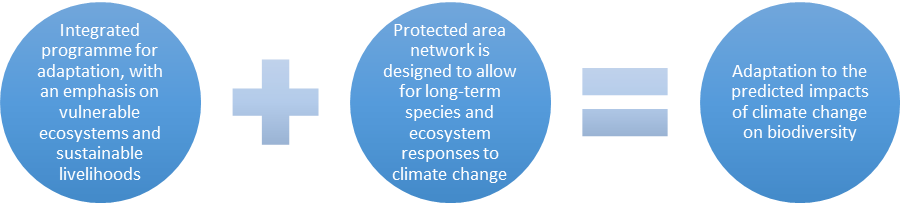 Integrated
programme for
adaptation, with
an emphasis on
vulnerable
ecosystems and
sustainable
livelihoods
Protected area
network is
designed to allow
for long-term
species and
ecosystem
responses to
climate change
Adaptation to the
predicted impacts
of climate change
on biodiversity